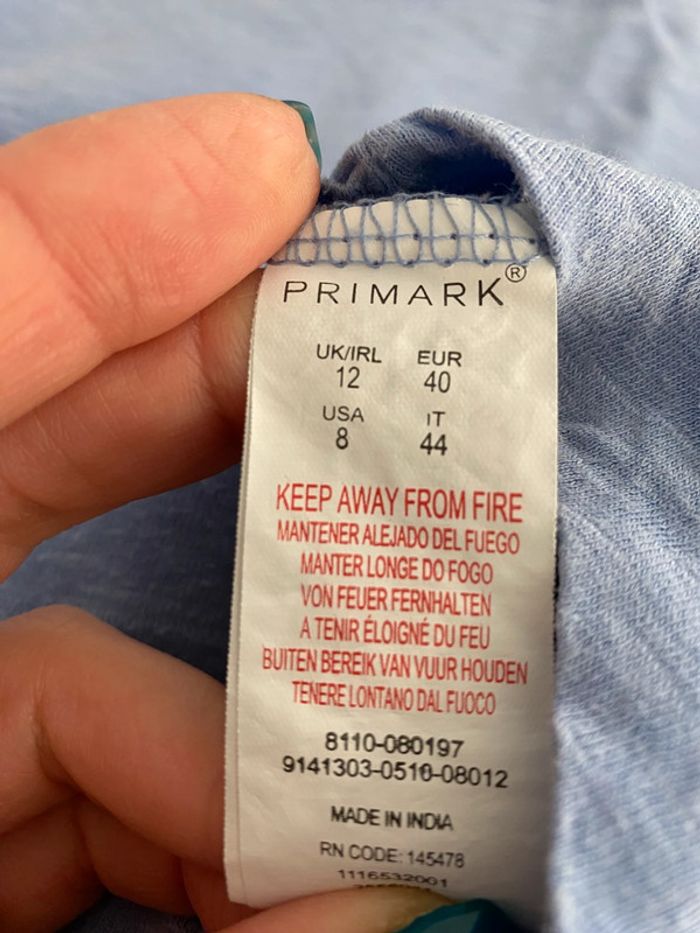 PRIMARK®
UK/IRL EUR
12 40
USA IT
8 44
KEEP AWAY FROM FIRE
MANTENER ALEJADO DEL FUEGO
MANTER LONGE DO FOGO
VON FEUER FERNHALTEN
A TENIR ÉLOIGNÉ DU FEU
BUITEN BEREIK VAN VUUR HOUDEN
TENERE LONTANO DAL FUOCO
8110-080197
9141303-0510-08012
MADE IN INDIA
RN CODE: 145478
1116532001